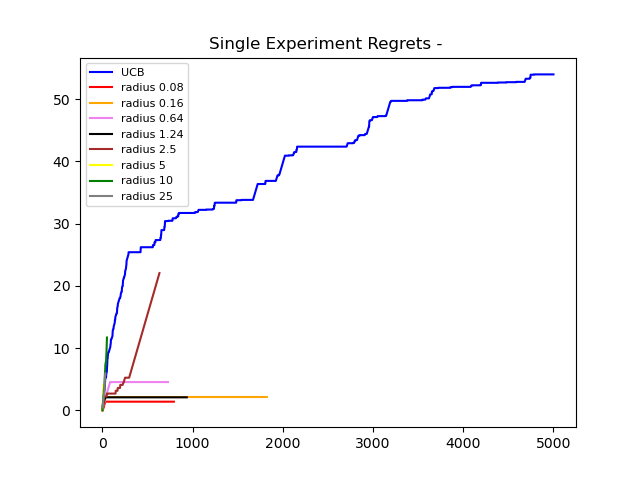 Single Experiment Regrets -
UCB
radius 0.08
radius 0.16
radius 0.64
radius 1.24
radius 2.5
radius 5
radius 10
radius 25
50
40
30
20
10
0
0 1000 2000 3000 4000 5000